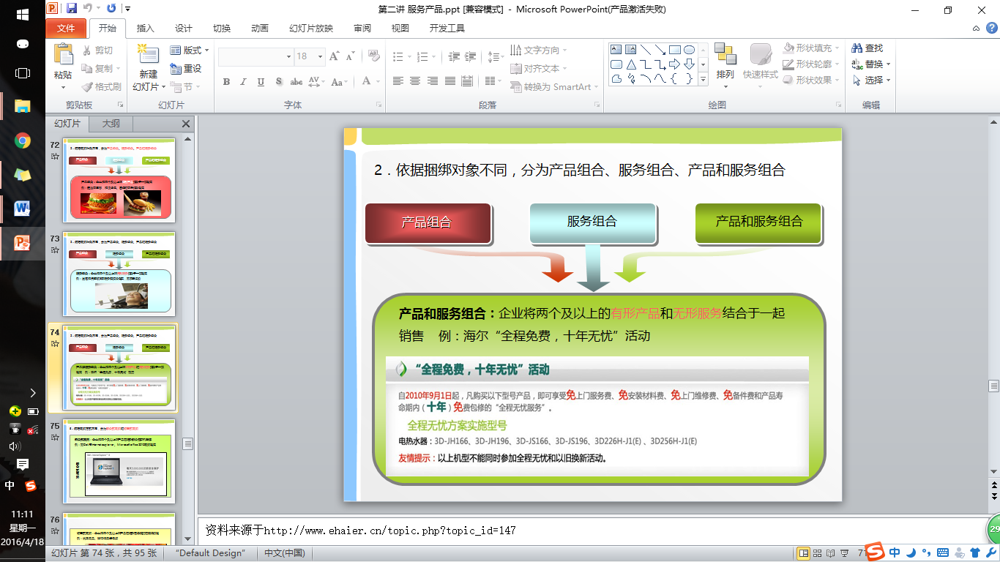 第二讲 服务产品.ppt [兼容模式] - Microsoft PowerPoint(产品激活失败)
文件 开始 插入 设计 切换 动画 幻灯片放映 审阅 视图 开发工具
粘贴 剪切 复制 格式刷
新建 幻灯片 版式 重设 节
18
文字方向 对齐文本 转换为 SmartArt
排列 快速样式 形状填充 形状轮廓 形状效果
查找 替换 选择
剪贴板 幻灯片 字体 段落 绘图 编辑
幻灯片 大纲
72
73
74
75
76
2．依据捆绑对象不同，分为产品组合、服务组合、产品和服务组合
产品组合 服务组合 产品和服务组合
产品和服务组合：企业将两个及以上的有形产品和无形服务结合于一起
销售 例：海尔“全程免费，十年无忧”活动
“全程免费，十年无忧”活动
自2010年9月1日起，凡购买以下型号产品，即可享受免上门服务费、免安装材料费、免上门维修费、免备件费和产品寿
命期内（十年）免费包修的“全程无忧服务”。
全程无忧方案实施型号
电热水器：3D-JH166、3D-JH196、3D-JS166、3D-JS196、3D226H-J1(E) 、3D256H-J1(E)
友情提示：以上机型不能同时参加全程无忧和以旧换新活动。
资料来源于http://www.ehaier.cn/topic.php?topic_id=147
幻灯片 第 74 张，共 95 张 “Default Design” 中文(中国)
中
11:11
星期一
2016/4/18
29
中